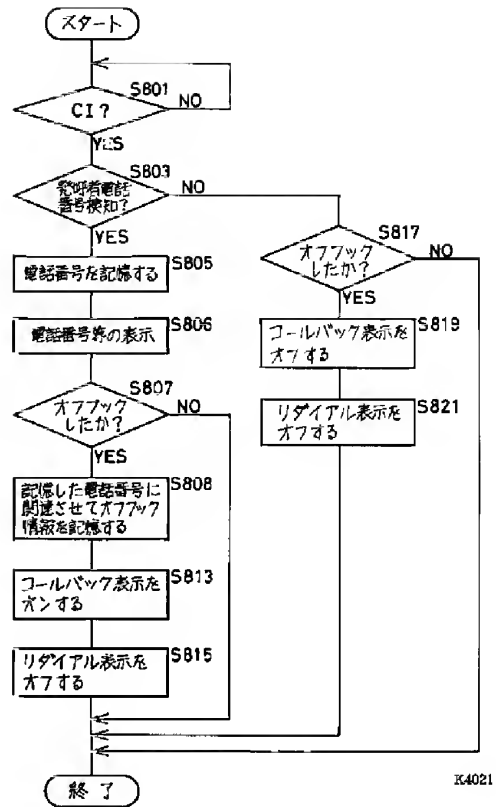 スタート
S801
CI?
NO
YES
S803
発呼者電話
番号検知?
NO
YES
S805
電話番号を記憶する
S806
電話番号等の表示
S807
オフフック
したか?
NO
YES
S808
記憶した電話番号に
関連させてオフフック
情報を記憶する
S813
コールバック表示を
オンする
S815
リダイアル表示を
オフする
S817
オフフック
したか?
NO
YES
S819
コールバック表示を
オフする
S821
リダイアル表示を
オフする
終了
K4021